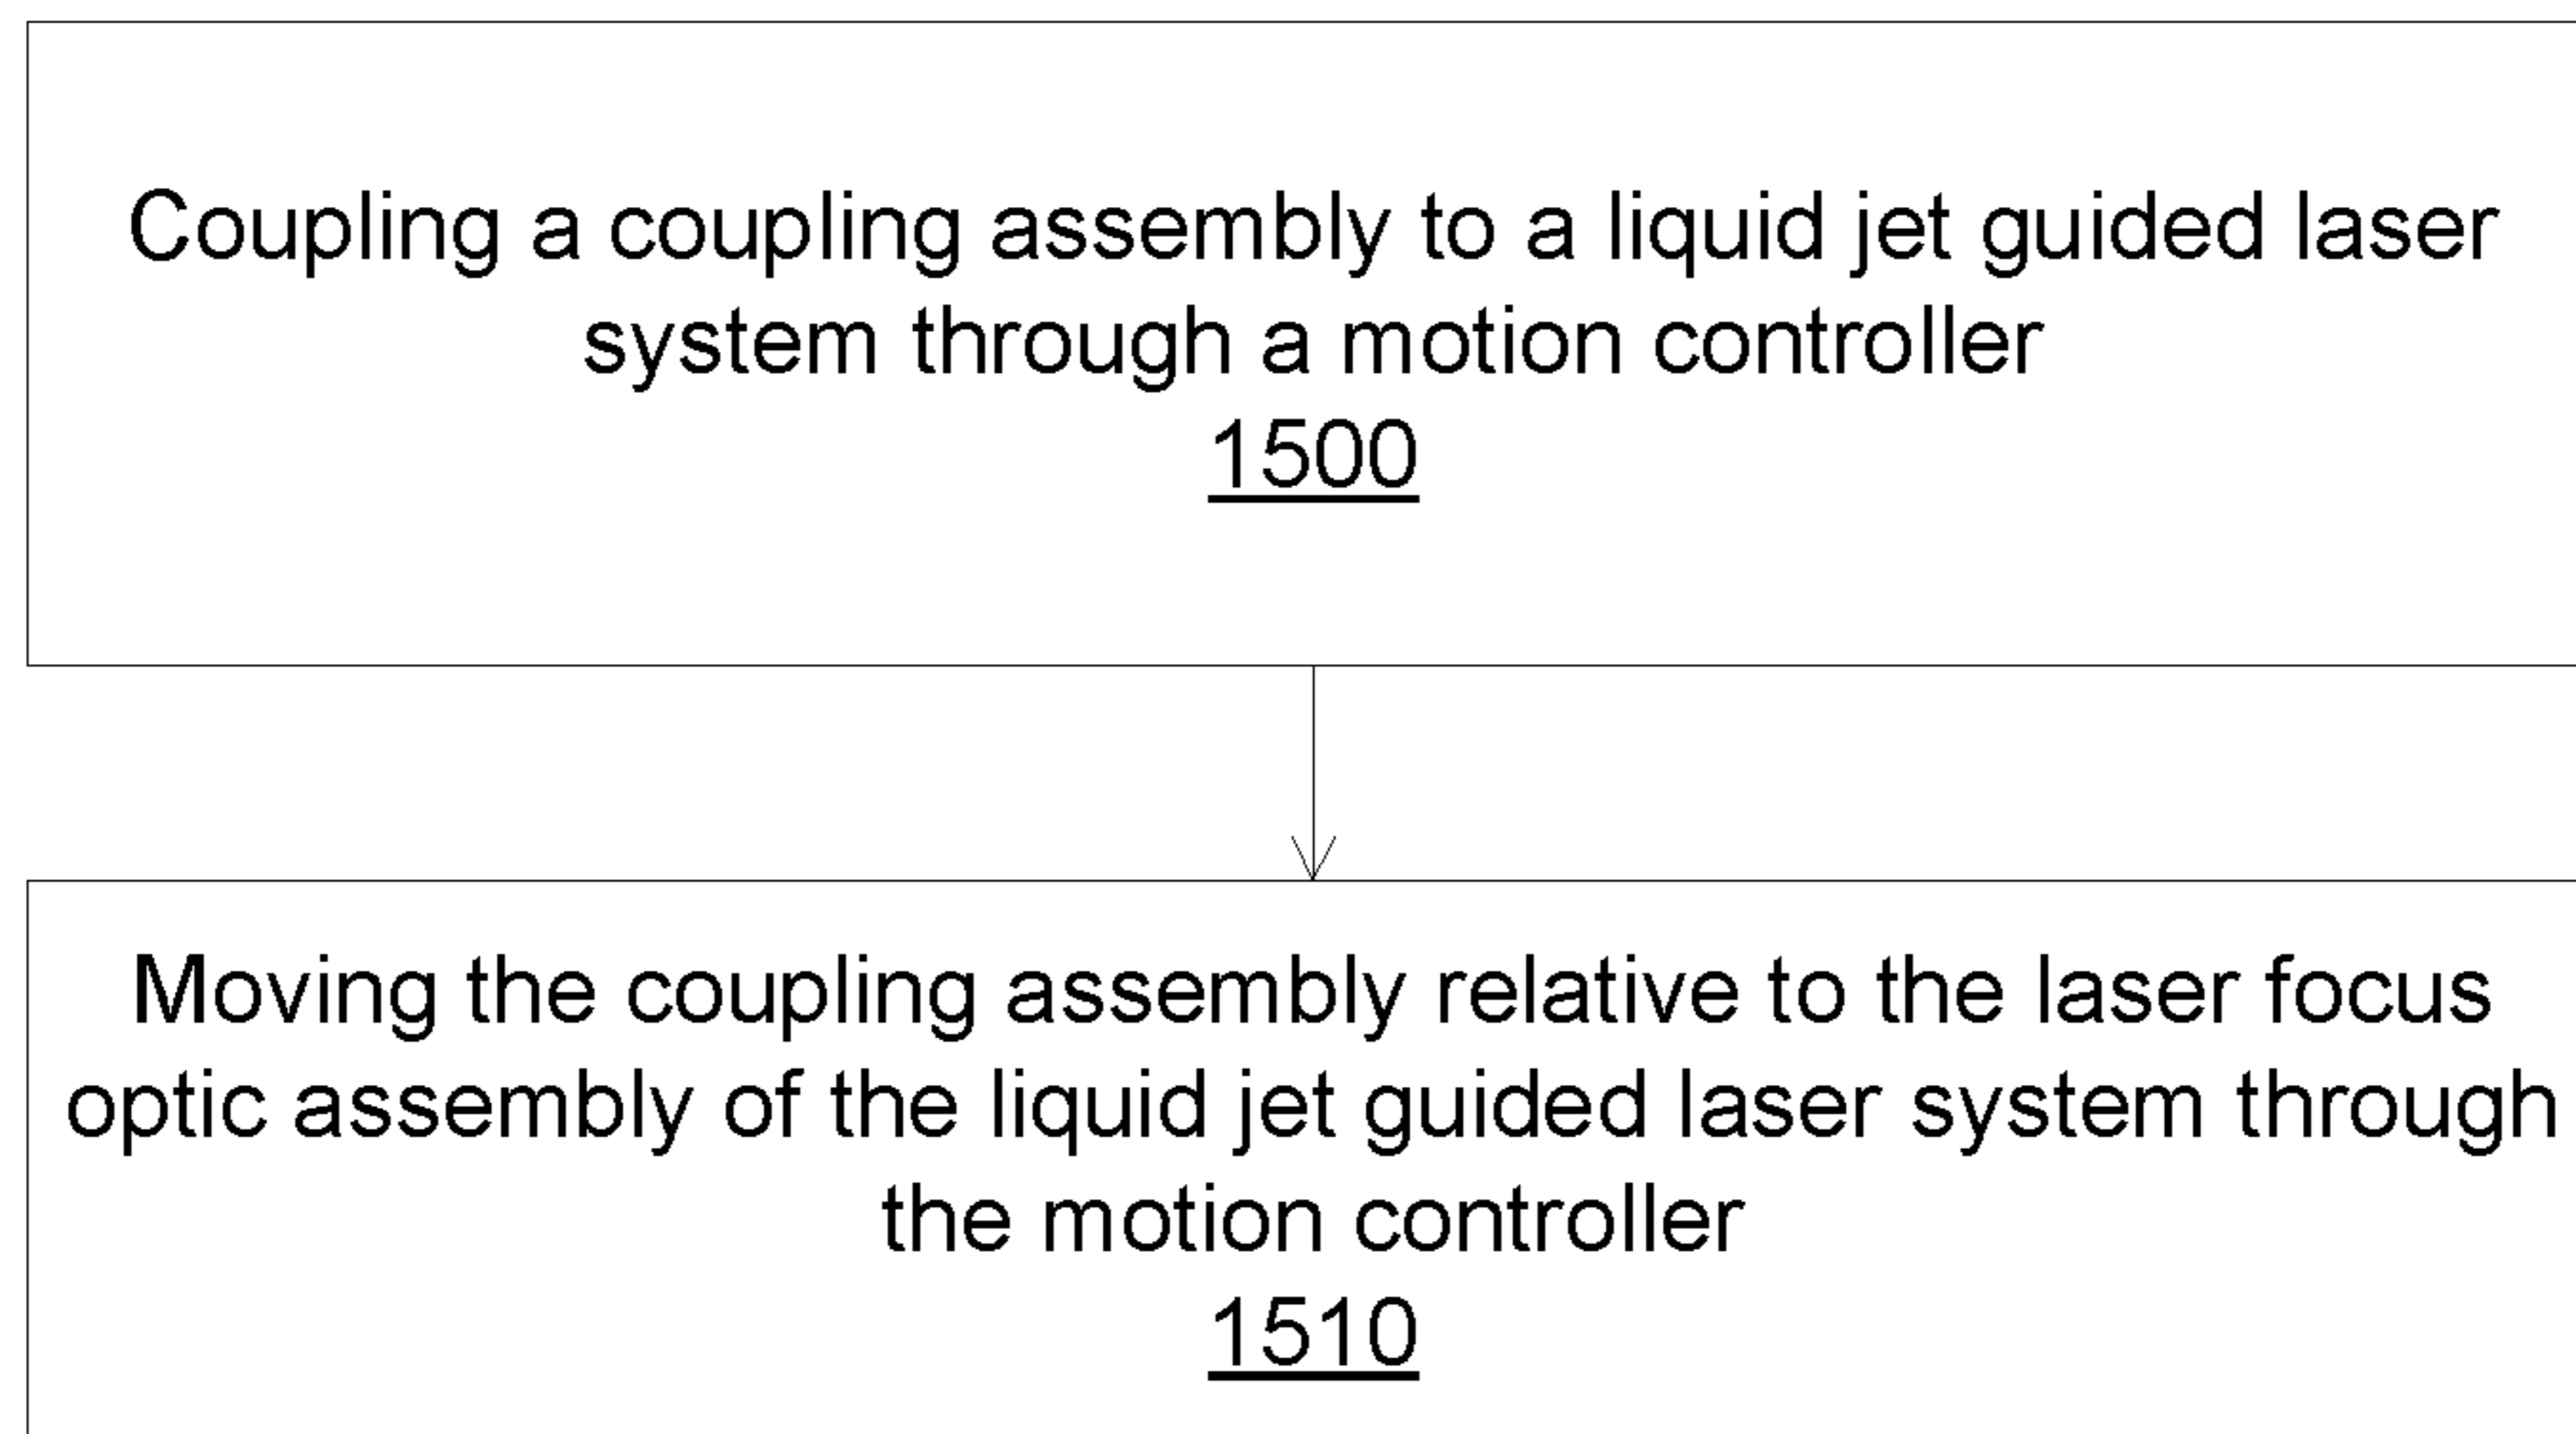 Coupling a coupling assembly to a liquid jet guided laser
system through a motion controller
1500
Moving the coupling assembly relative to the laser focus
optic assembly of the liquid jet guided laser system through
the motion controller
1510